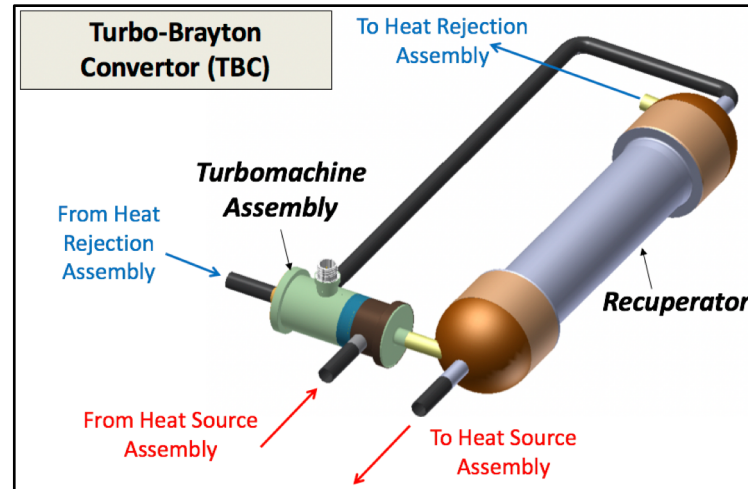 Turbo-Brayton
Convertor (TBC)
To Heat Rejection
Assembly
Turbomachine
Assembly
From Heat
Rejection
Assembly
Recuperator
From Heat Source
Assembly
To Heat Source
Assembly